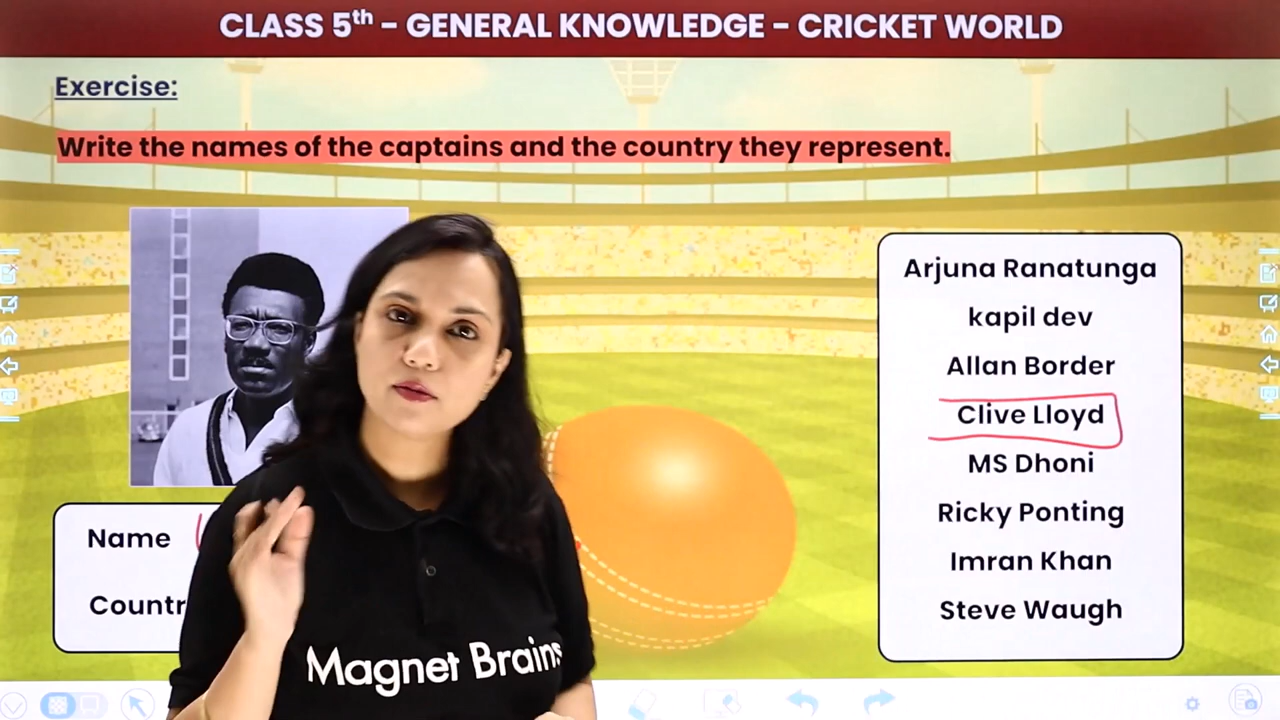 CLASS 5th – GENERAL KNOWLEDGE – CRICKET WORLD
Exercise:
Write the names of the captains and the country they represent.
Arjuna Ranatunga
kapil dev
Allan Border
Clive Lloyd
MS Dhoni
Ricky Ponting
Imran Khan
Steve Waugh
Name
Countr
Magnet Brains